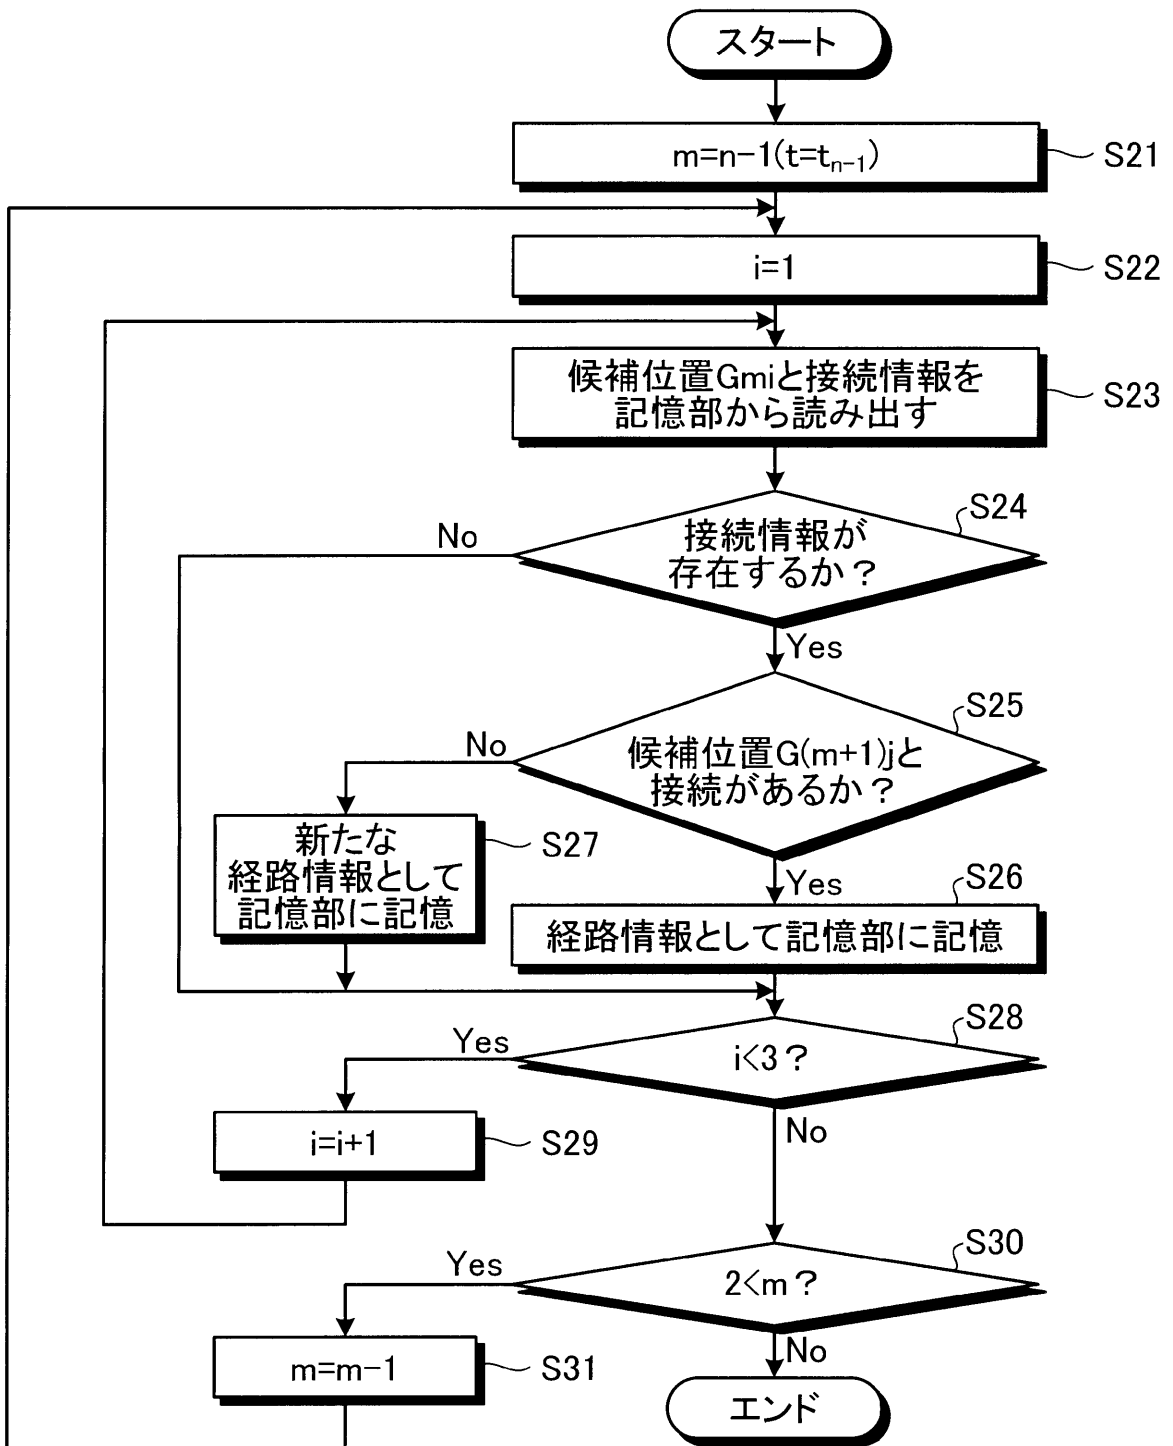 スタート
m=n-1(t=tn-1)
S21
i=1
S22
候補位置Gmiと接続情報を
記憶部から読み出す
S23
S24
No
接続情報が
存在するか？
Yes
S25
No
候補位置G(m+1)jと
接続があるか？
新たな
経路情報として
記憶部に記憶
S27
Yes
S26
経路情報として記憶部に記憶
S28
Yes
i<3？
No
i=i+1
S29
S30
Yes
2<m？
No
m=m-1
S31
エンド